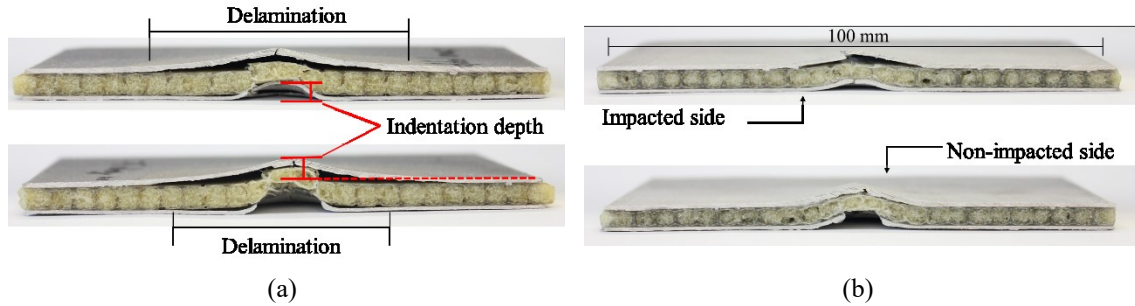 Delamination
Indentation depth
Delamination
(a)
100 mm
Impacted side
Non-impacted side
(b)